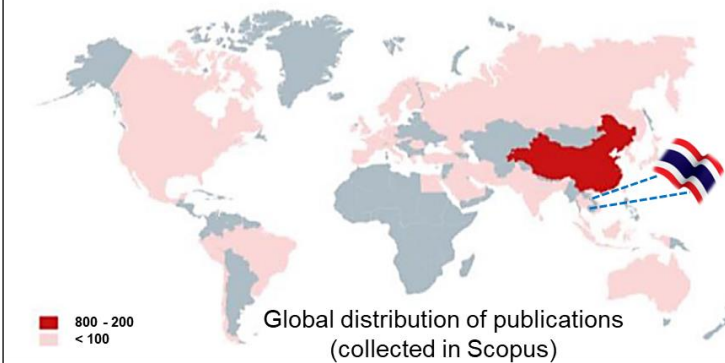 800 - 200
< 100
Global distribution of publications
(collected in Scopus)